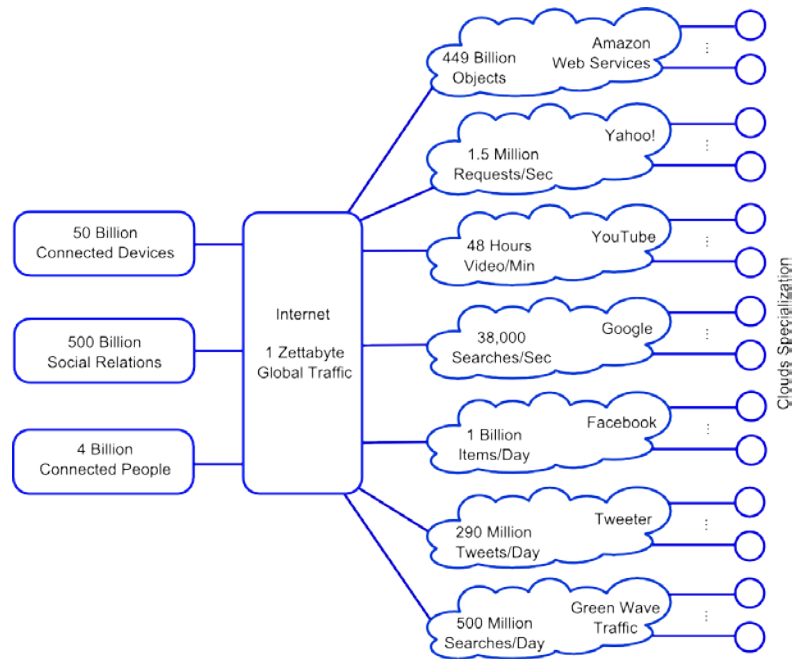 50 Billion
Connected Devices
500 Billion
Social Relations
4 Billion
Connected People
Internet
1 Zettabyte
Global Traffic
449 Billion
Objects
Amazon
Web Services
1.5 Million
Requests/Sec
Yahoo!
48 Hours
Video/Min
YouTube
38,000
Searches/Sec
Google
1 Billion
Items/Day
Facebook
290 Million
Tweets/Day
Tweeter
500 Million
Searches/Day
Green Wave
Traffic
Clouds Specialization